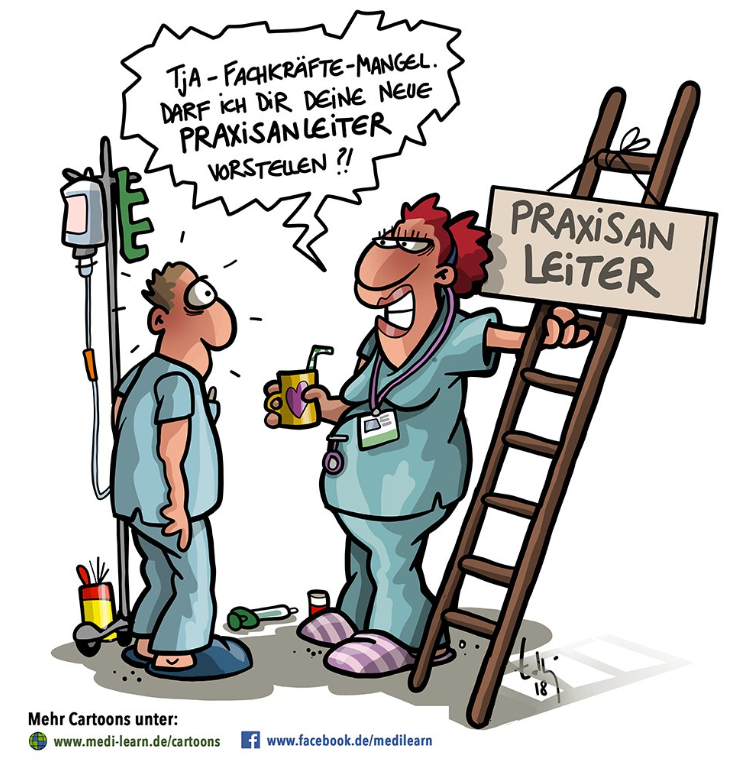 TJA – FACHKRÄFTE-MANGEL.
DARF ICH DIR DEINE NEUE
PRAXISANLEITER
VORSTELLEN ?!
PRAXISAN
LEITER
18
Mehr Cartoons unter:
www.medi-learn.de/cartoons
www.facebook.de/medilearn